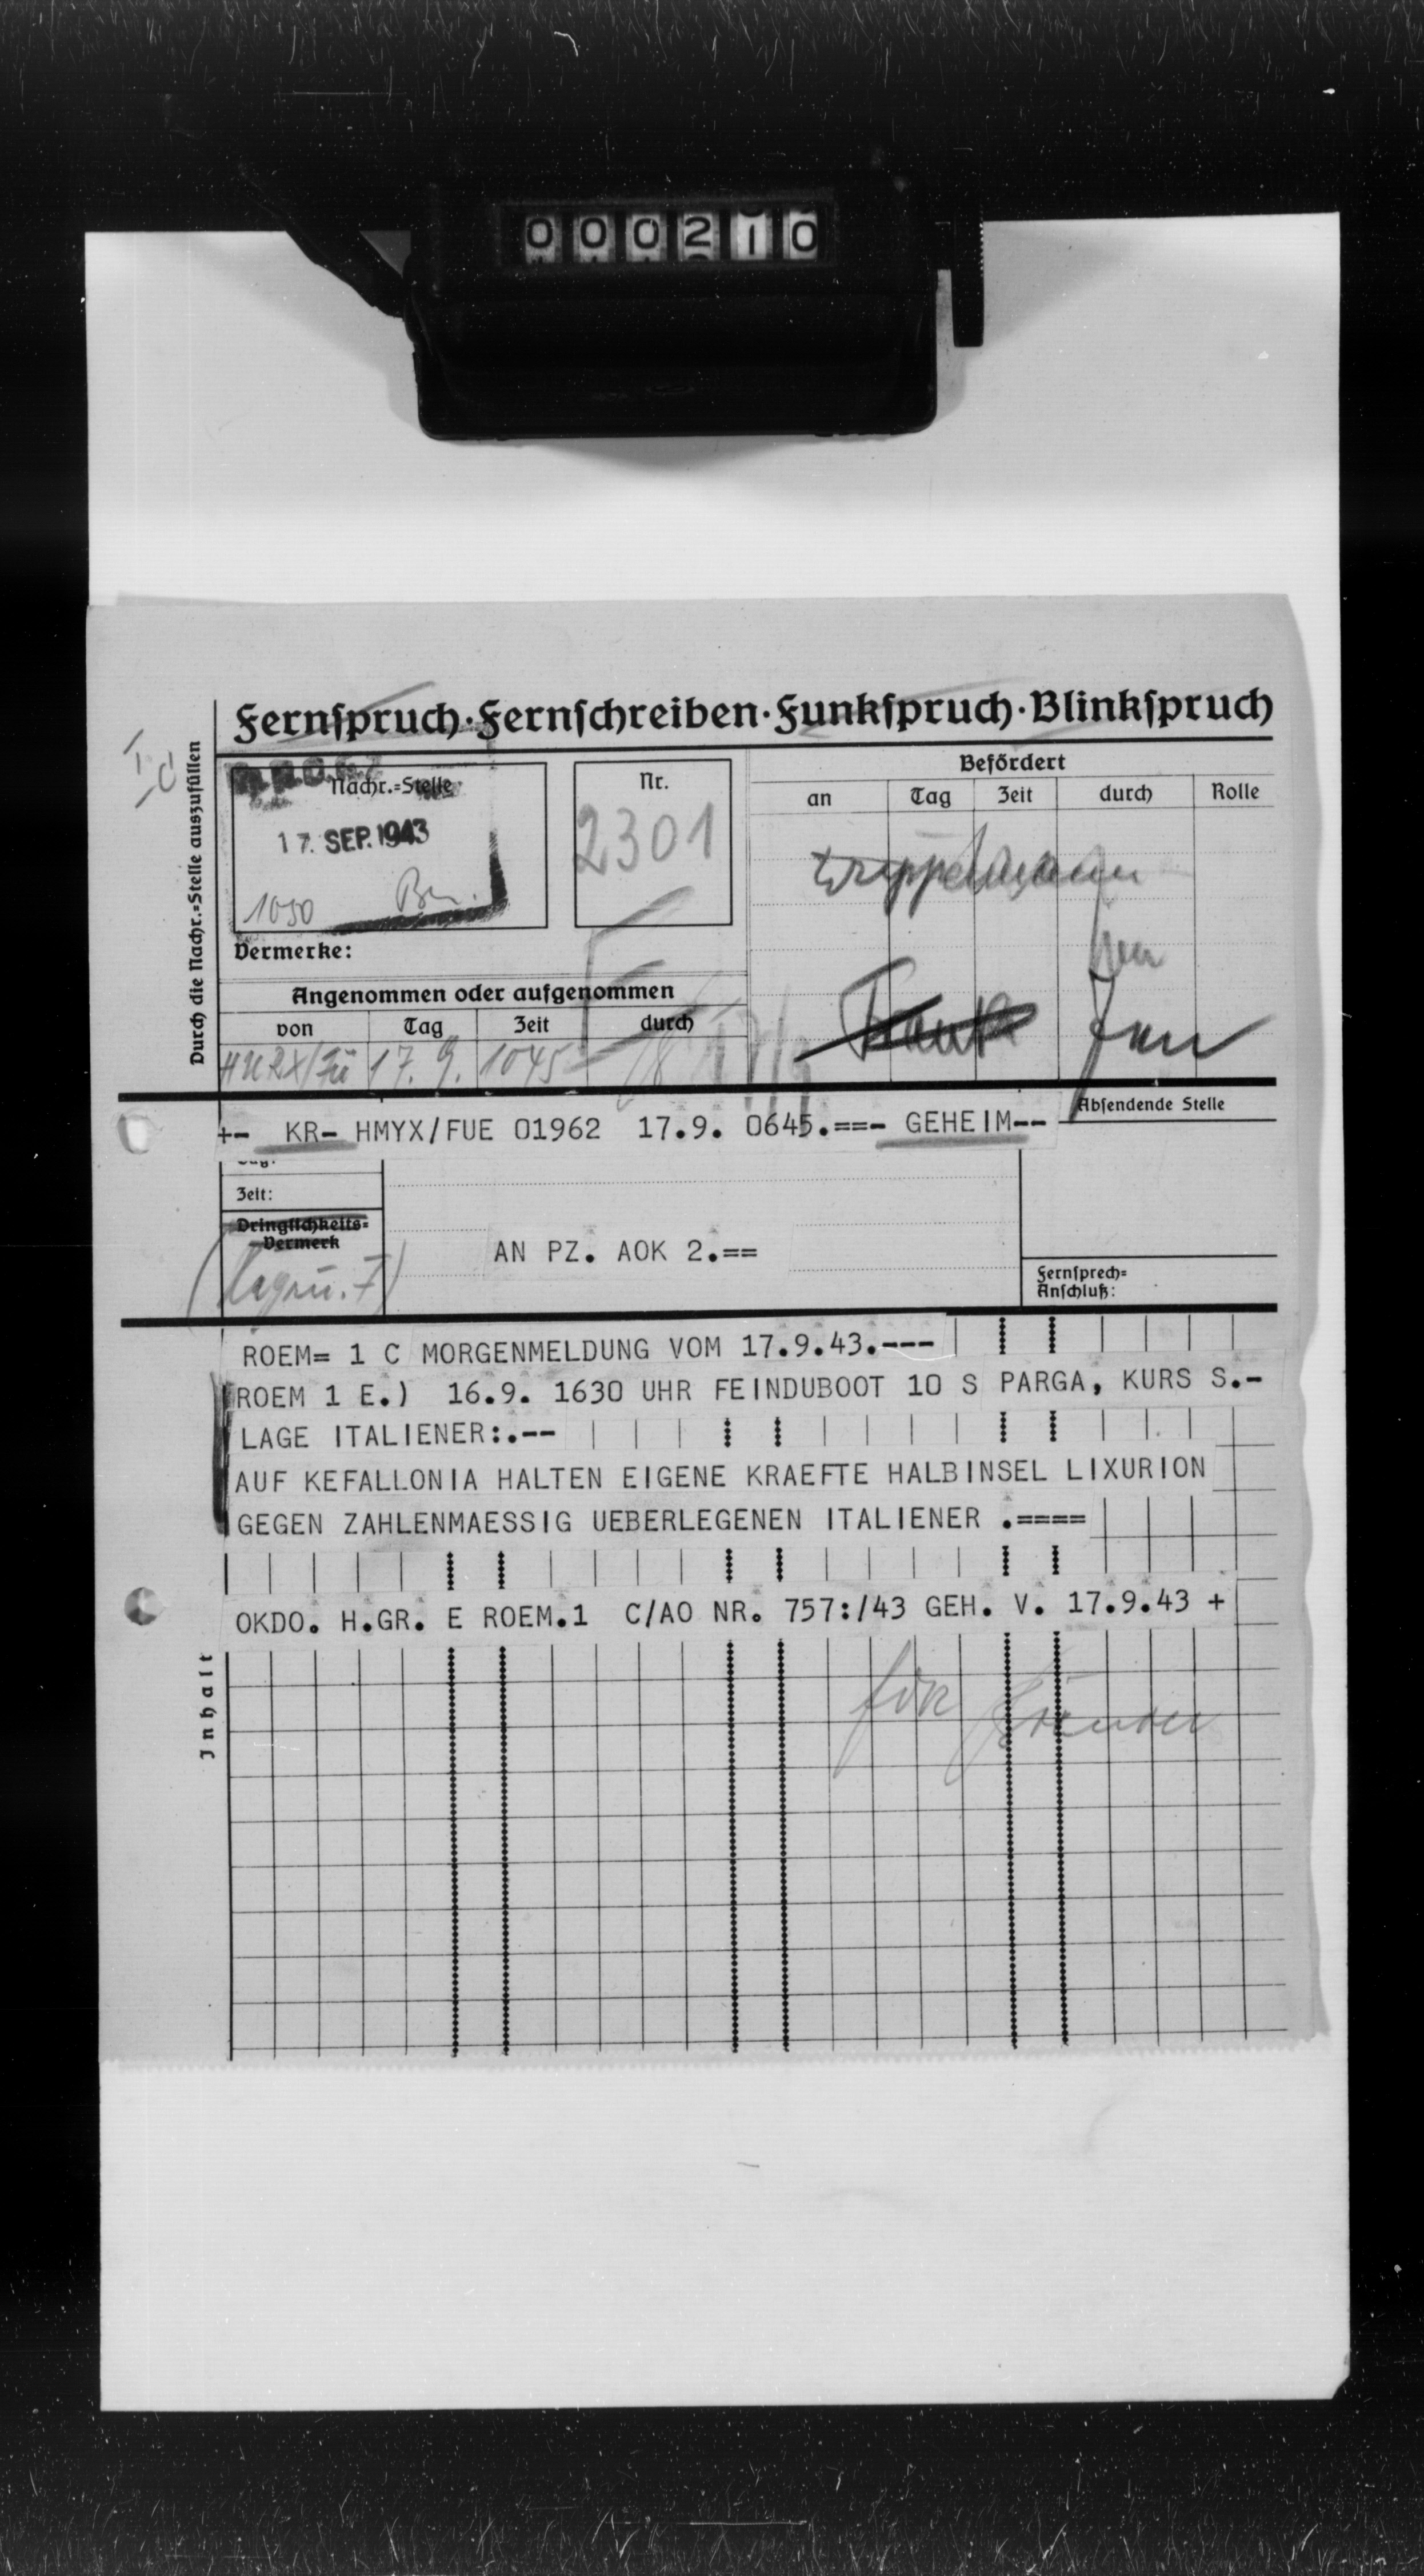 000210
Fernspruch·Fernschreiben·Funkspruch·Blinkspruch
Durch die Nachr.=Stelle auszufüllen
I c
Nachr.=Stelle
17. SEP. 1943
1050
Nr.
2301
Befördert
an Tag Zeit durch Rolle
Vermerke:
Angenommen oder aufgenommen
von Tag Zeit durch
17. 9. 1045
Absendende Stelle
+- KR- HMYX/FUE 01962 17.9. 0645.==- GEHEIM--
Zeit:
Dringlichkeits=
Vermerk
AN PZ. AOK 2.==
Fernsprech=
Anschluß:
ROEM= 1 C MORGENMELDUNG VOM 17.9.43.---
ROEM 1 E.) 16.9. 1630 UHR FEINDUBOOT 10 S PARGA, KURS S.-
LAGE ITALIENER:.--
AUF KEFALLONIA HALTEN EIGENE KRAEFTE HALBINSEL LIXURION
GEGEN ZAHLENMAESSIG UEBERLEGENEN ITALIENER .====
OKDO. H.GR. E ROEM.1 C/AO NR. 757:/43 GEH. V. 17.9.43 +
Inhalt